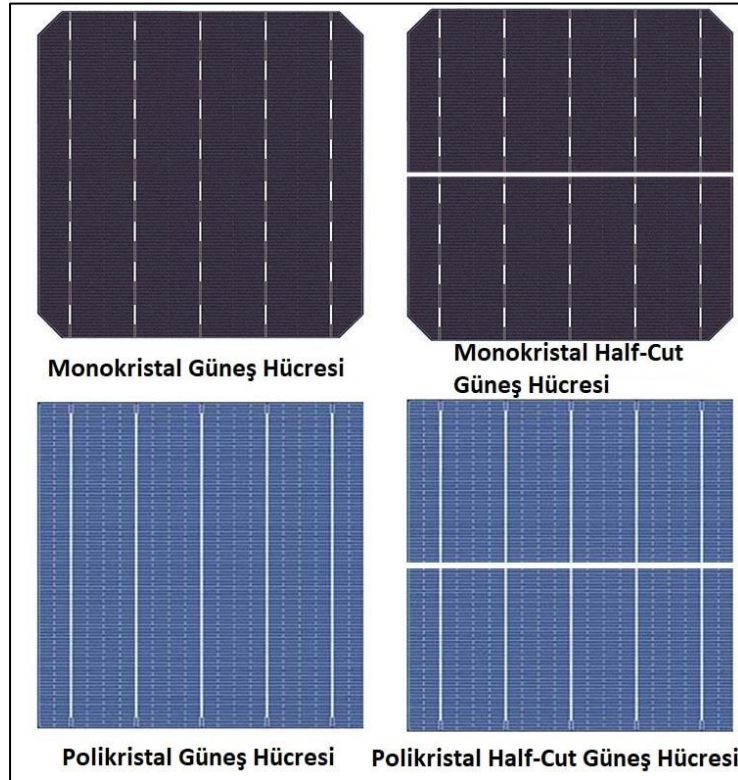 Monokristal Güneş Hücresi
Monokristal Half-Cut
Güneş Hücresi
Polikristal Güneş Hücresi
Polikristal Half-Cut Güneş Hücresi